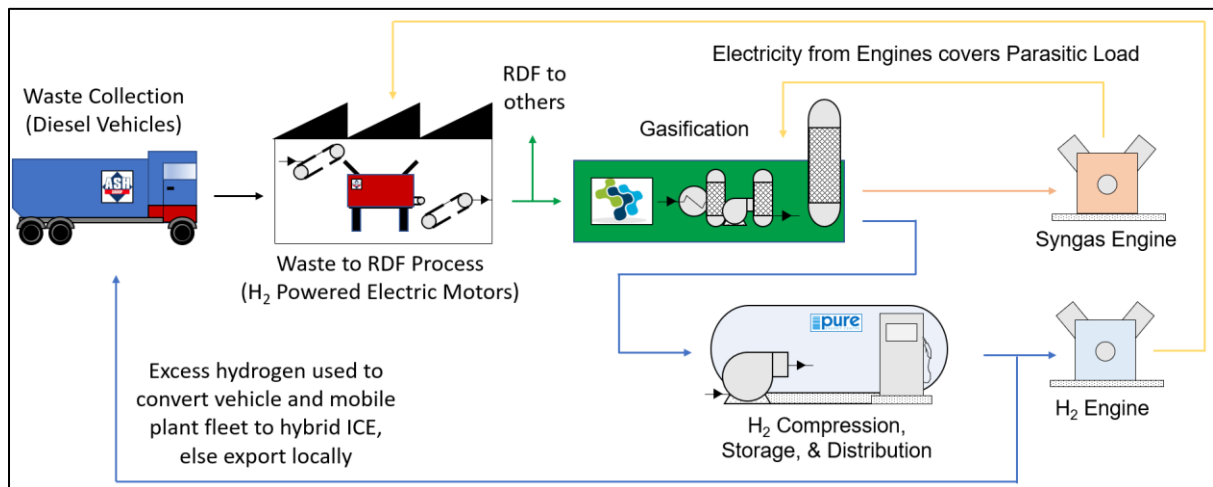 Electricity from Engines covers Parasitic Load
RDF to
others
Waste Collection
(Diesel Vehicles)
Gasification
ASH
Syngas Engine
Waste to RDF Process
(H₂ Powered Electric Motors)
pure
Excess hydrogen used to
convert vehicle and mobile
plant fleet to hybrid ICE,
else export locally
H₂ Compression,
Storage, & Distribution
H₂ Engine